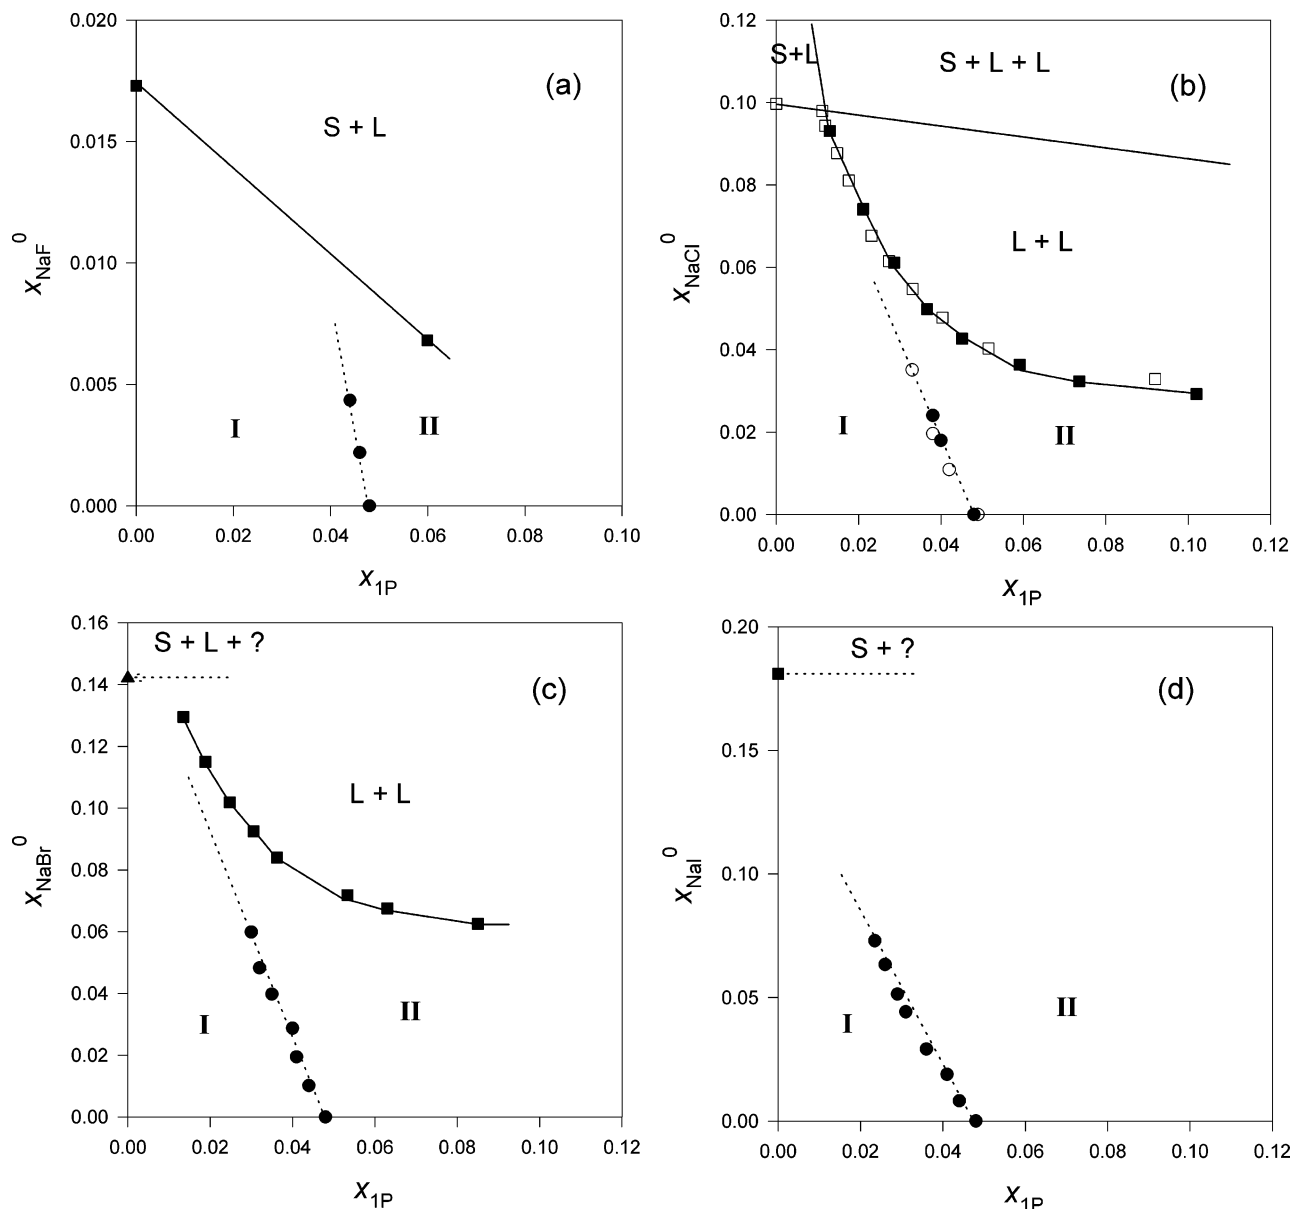 0.020
(a)
S + L
0.015
x_NaF^0
0.010
0.005
I
II
0.000
0.00 0.02 0.04 0.06 0.08 0.10
x_1P
0.12
S+L
S + L + L
(b)
0.10
0.08
L + L
x_NaCl^0
0.06
0.04
I
II
0.02
0.00
0.00 0.02 0.04 0.06 0.08 0.10 0.12
x_1P
0.16
S + L + ?
0.14
(c)
0.12
L + L
0.10
x_NaBr^0
0.08
0.06
0.04
I
II
0.02
0.00
0.00 0.02 0.04 0.06 0.08 0.10 0.12
x_1P
0.20
S + ?
(d)
0.15
x_NaI^0
0.10
0.05
I
II
0.00
0.00 0.02 0.04 0.06 0.08 0.10 0.12
x_1P